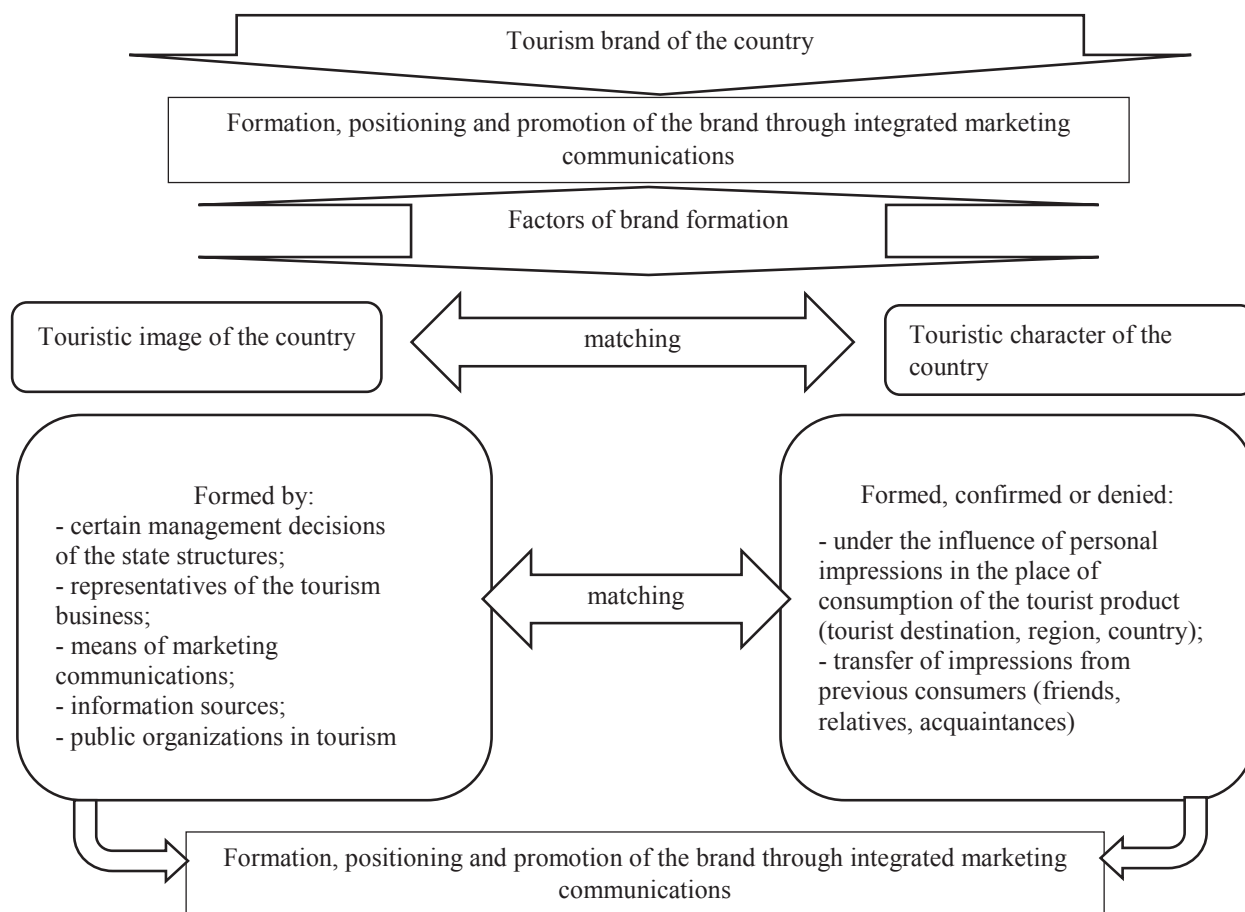 Tourism brand of the country
Formation, positioning and promotion of the brand through integrated marketing
communications
Factors of brand formation
Touristic image of the country
matching
Touristic character of the
country
Formed by:
- certain management decisions
of the state structures;
- representatives of the tourism
business;
- means of marketing
communications;
- information sources;
- public organizations in tourism
matching
Formed, confirmed or denied:
- under the influence of personal
impressions in the place of
consumption of the tourist product
(tourist destination, region, country);
- transfer of impressions from
previous consumers (friends,
relatives, acquaintances)
Formation, positioning and promotion of the brand through integrated marketing
communications